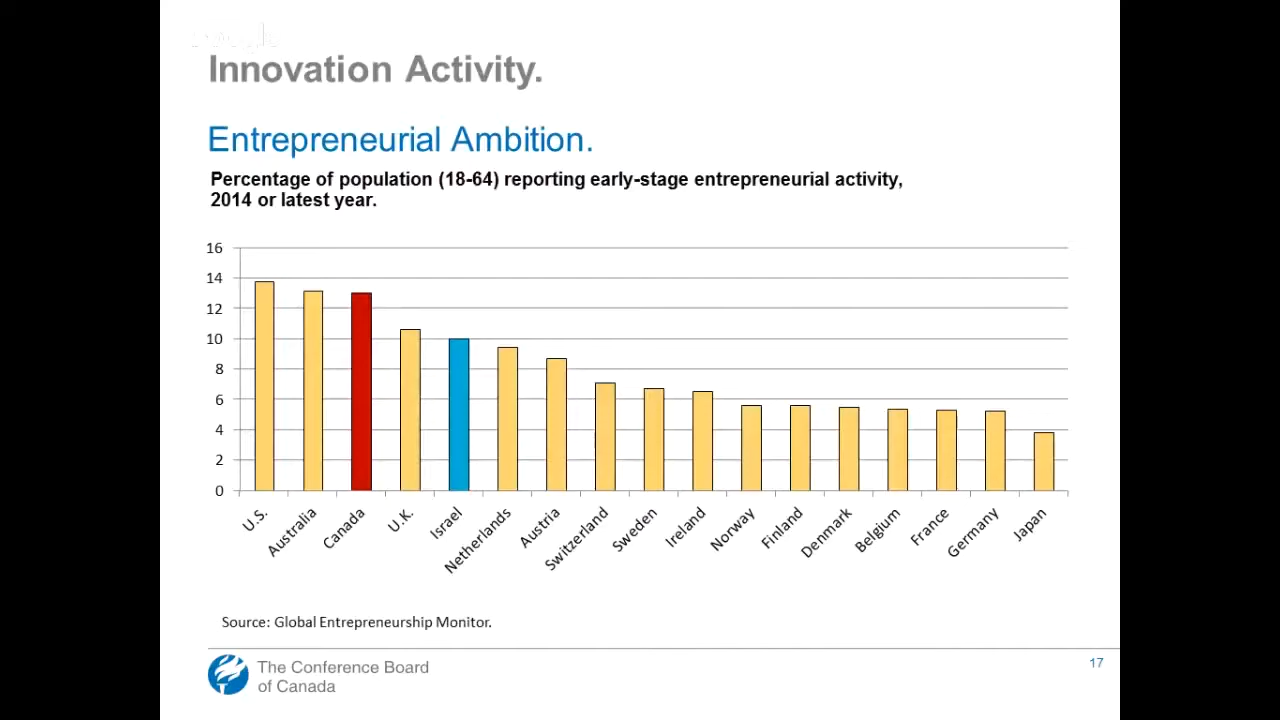 Innovation Activity.
Entrepreneurial Ambition.
Percentage of population (18-64) reporting early-stage entrepreneurial activity,
2014 or latest year.
16
14
12
10
8
6
4
2
0
U.S.
Australia
Canada
U.K.
Israel
Netherlands
Austria
Switzerland
Sweden
Ireland
Norway
Finland
Denmark
Belgium
France
Germany
Japan
Source: Global Entrepreneurship Monitor.
The Conference Board
of Canada
17